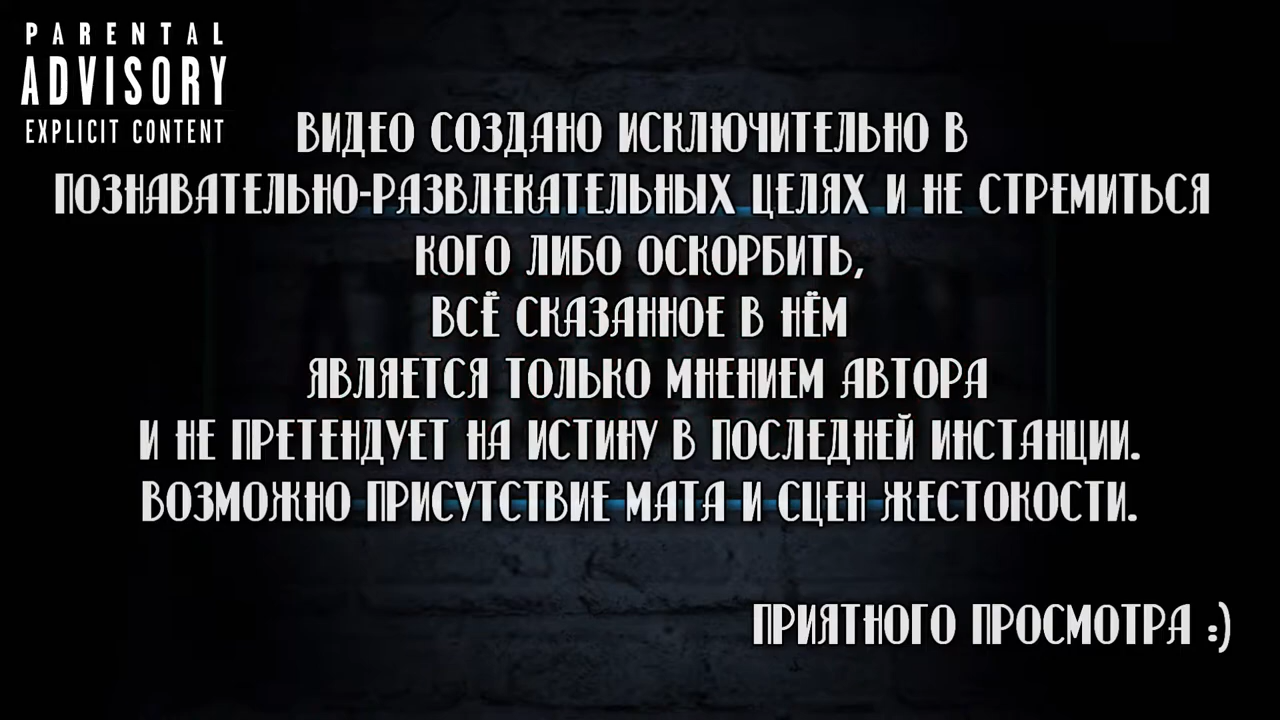 PARENTAL
ADVISORY
EXPLICIT CONTENT
ВИДЕО СОЗДАНО ИСКЛЮЧИТЕЛЬНО В
ПОЗНАВАТЕЛЬНО-РАЗВЛЕКАТЕЛЬНЫХ ЦЕЛЯХ И НЕ СТРЕМИТЬСЯ
КОГО ЛИБО ОСКОРБИТЬ,
ВСЁ СКАЗАННОЕ В НЁМ
ЯВЛЯЕТСЯ ТОЛЬКО МНЕНИЕМ АВТОРА
И НЕ ПРЕТЕНДУЕТ НА ИСТИНУ В ПОСЛЕДНЕЙ ИНСТАНЦИИ.
ВОЗМОЖНО ПРИСУТСТВИЕ МАТА И СЦЕН ЖЕСТОКОСТИ.
ПРИЯТНОГО ПРОСМОТРА :)